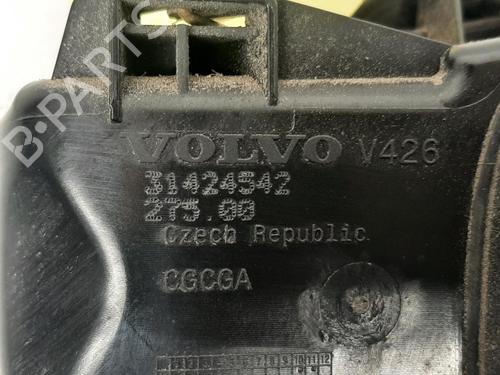 B-PARTS
VOLVO V426
31424542
275.00
Czech Republic
CGCGA